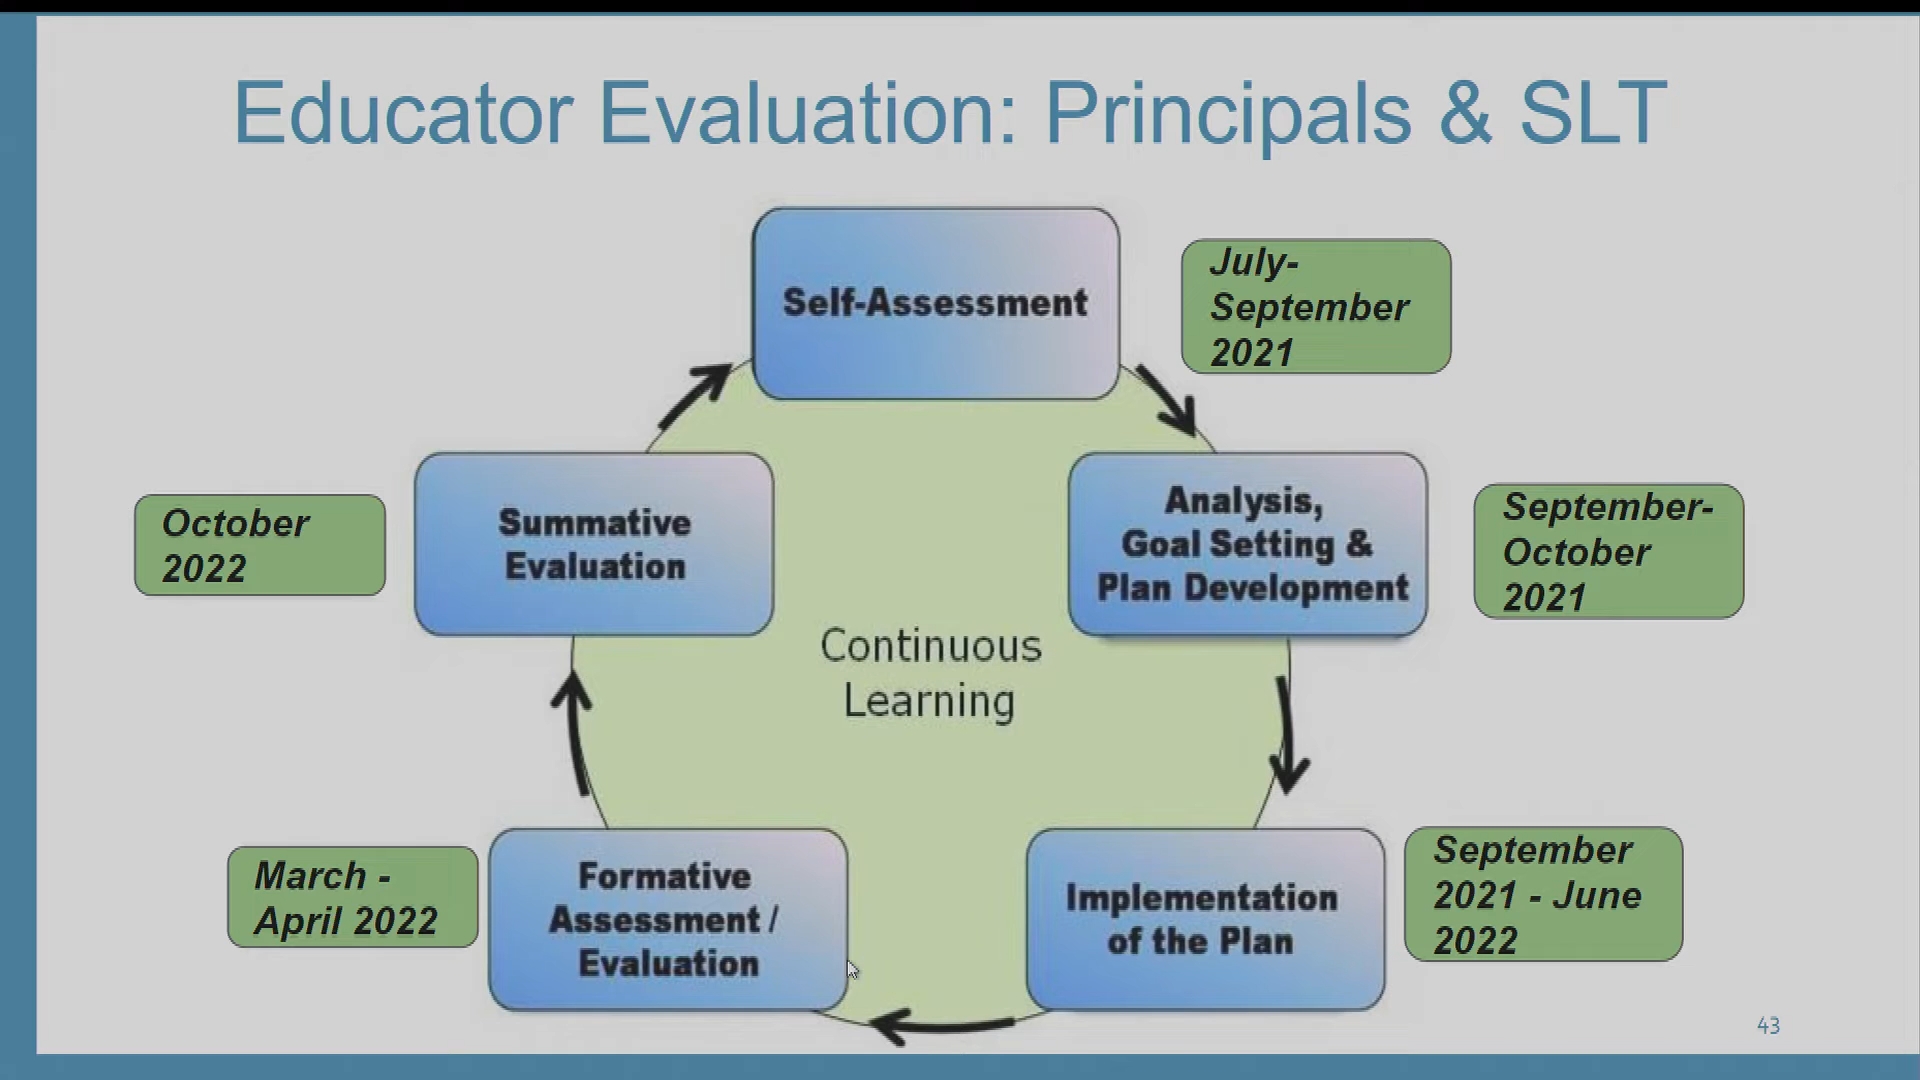 Educator Evaluation: Principals & SLT
Self-Assessment
July-
September
2021
Analysis,
Goal Setting &
Plan Development
September-
October
2021
Implementation
of the Plan
September
2021 - June
2022
Formative
Assessment /
Evaluation
March -
April 2022
Summative
Evaluation
October
2022
Continuous
Learning
43